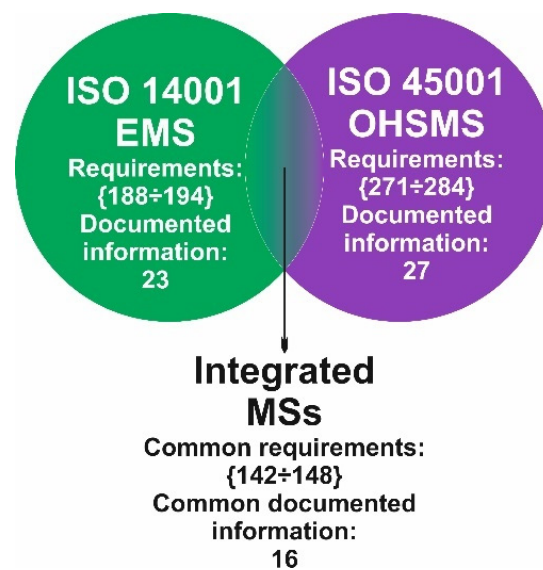 ISO 14001
EMS
Requirements:
{188÷194}
Documented
information:
23
ISO 45001
OHSMS
Requirements:
{271÷284}
Documented
information:
27
Integrated
MSs
Common requirements:
{142÷148}
Common documented
information:
16